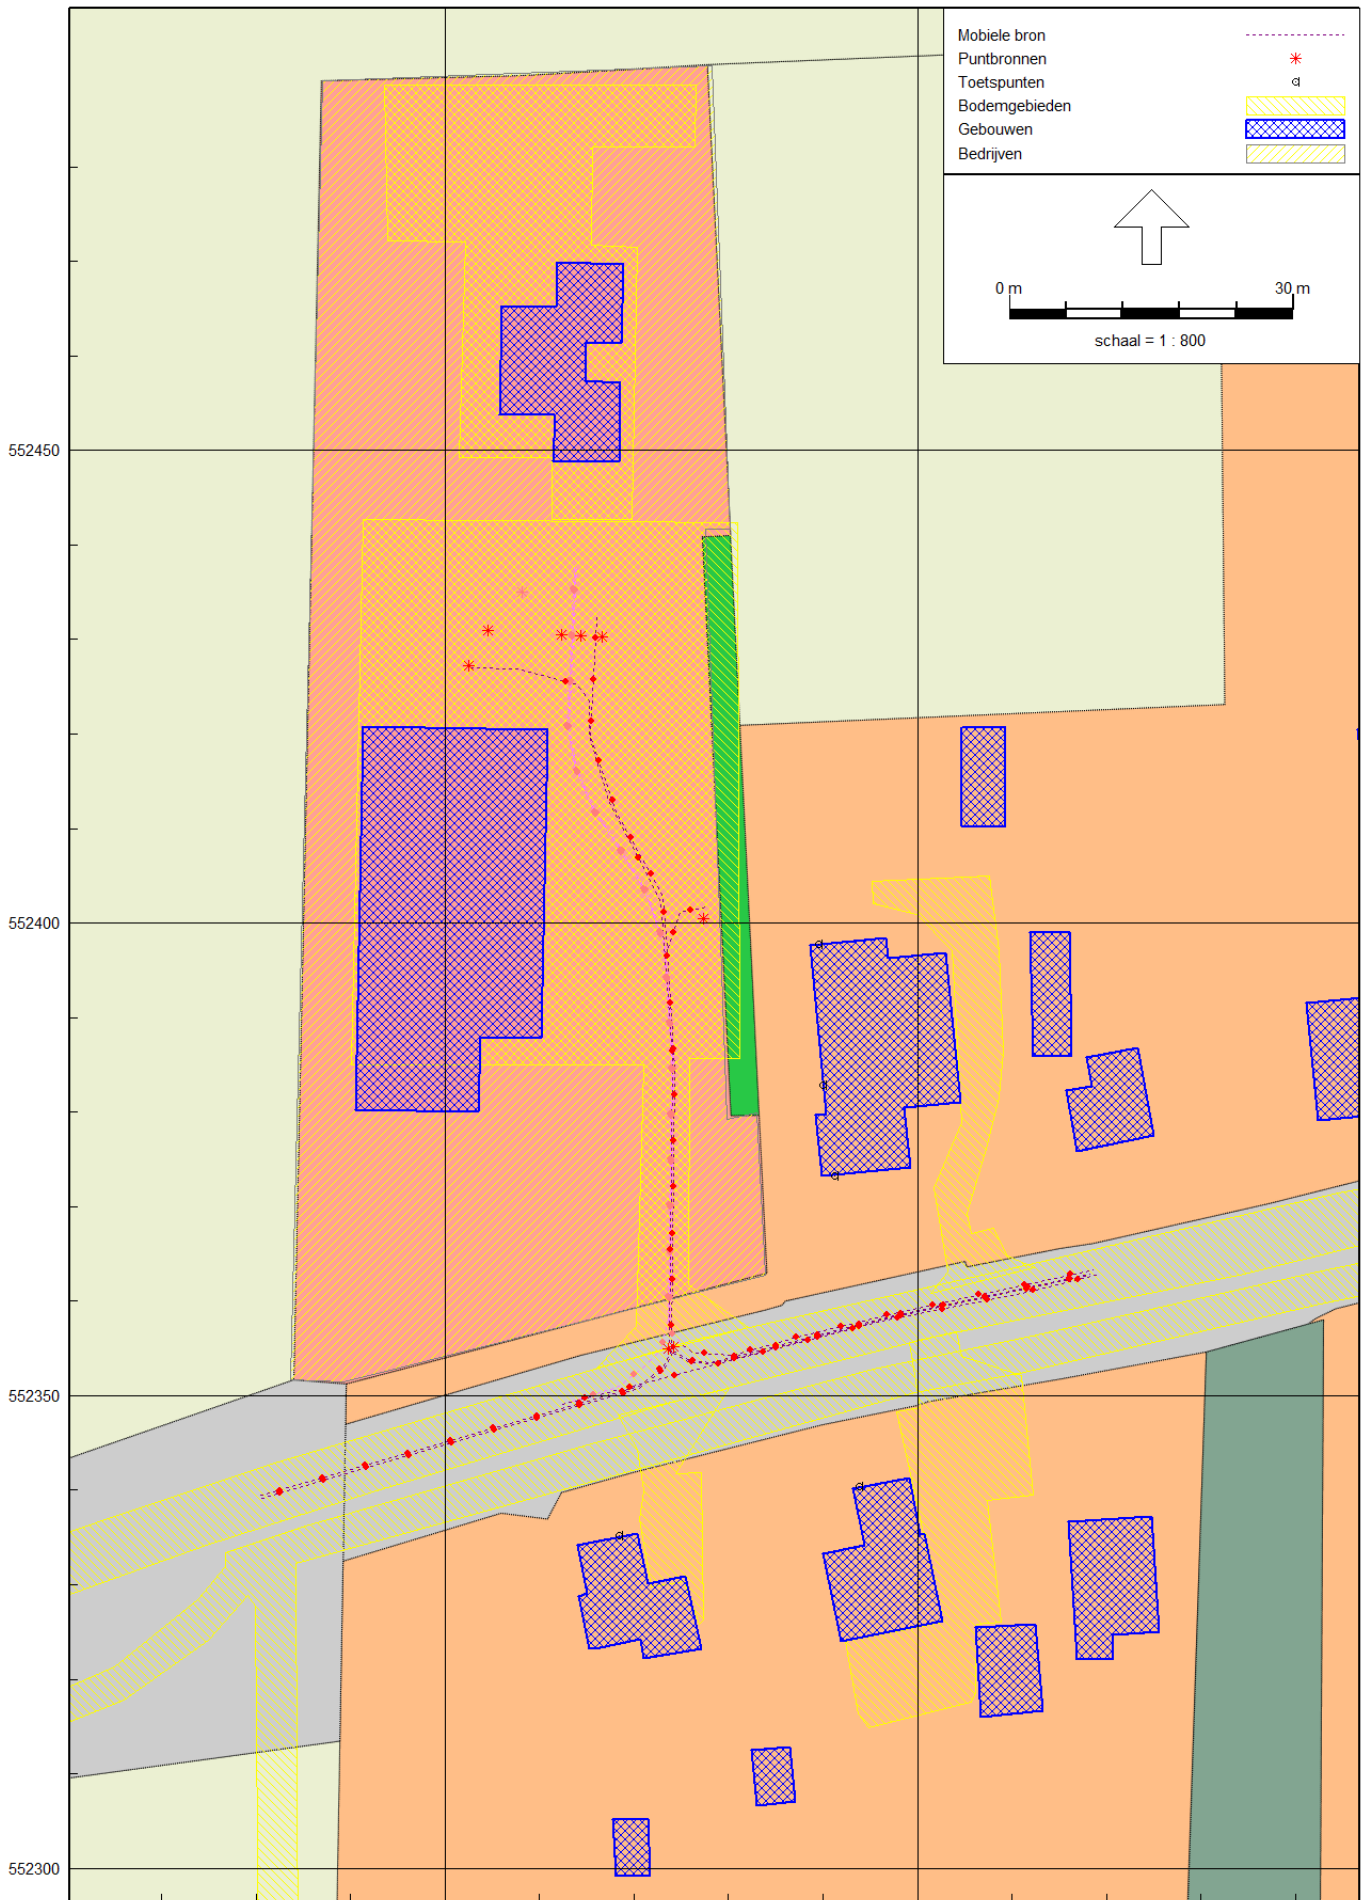 Mobiele bron
Puntbronnen
Toetspunten
Bodemgebieden
Gebouwen
Bedrijven
0 m 30 m
schaal = 1 : 800
552450
552400
552350
552300